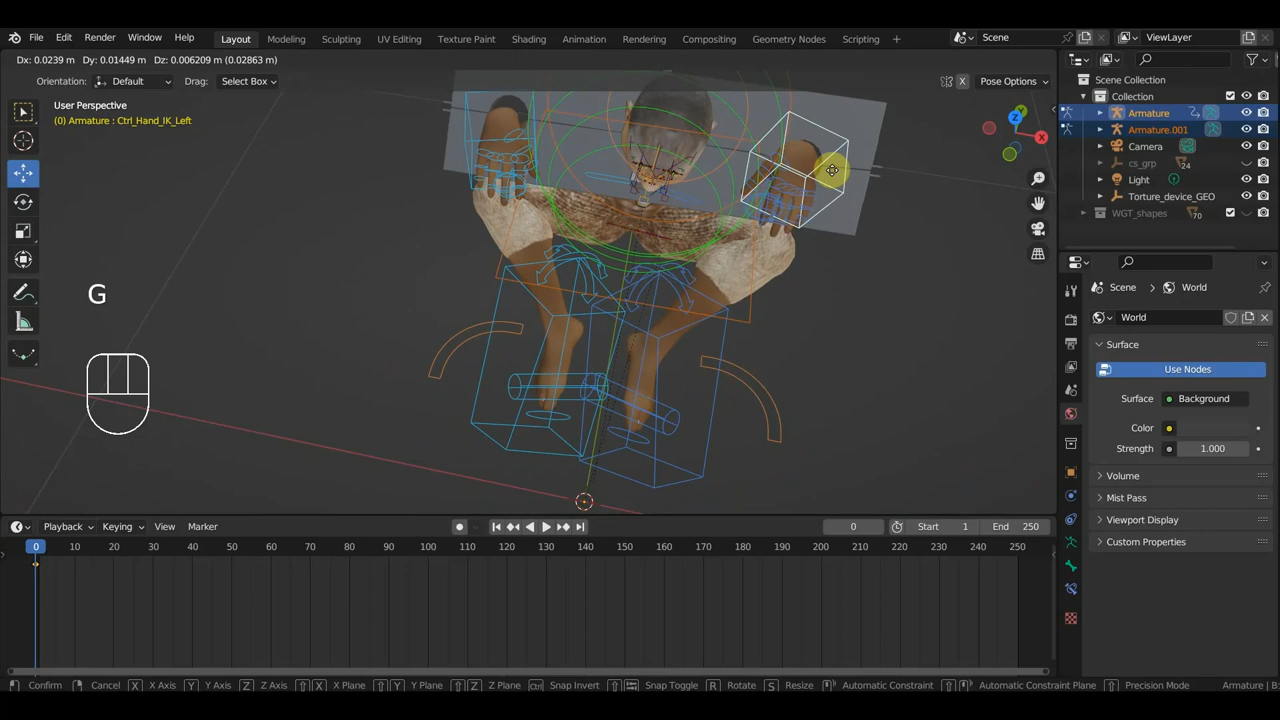 File Edit Render Window Help Layout Modeling Sculpting UV Editing Texture Paint Shading Animation Rendering Compositing Geometry Nodes Scripting + Scene ViewLayer
Dx: 0.0239 m Dy: 0.01449 m Dz: 0.006209 m (0.02863 m)
Orientation: Default Drag: Select Box X Pose Options
User Perspective
(0) Armature : Ctrl_Hand_IK_Left
G
Z
Y
X
Scene Collection
Collection
Armature
Armature.001
Camera
cs_grp 24
Light
Torture_device_GEO
WGT_shapes 70
Scene > World
World
Surface
Use Nodes
Surface Background
Color
Strength 1.000
Volume
Mist Pass
Viewport Display
Custom Properties
Playback Keying View Marker 0 Start 1 End 250
0 10 20 30 40 50 60 70 80 90 100 110 120 130 140 150 160 170 180 190 200 210 220 230 240 250
Confirm Cancel X X Axis Y Y Axis Z Z Axis X X Plane Y Y Plane Z Z Plane Ctrl Snap Invert Snap Toggle R Rotate S Resize Automatic Constraint Automatic Constraint Plane Precision Mode Armature | B